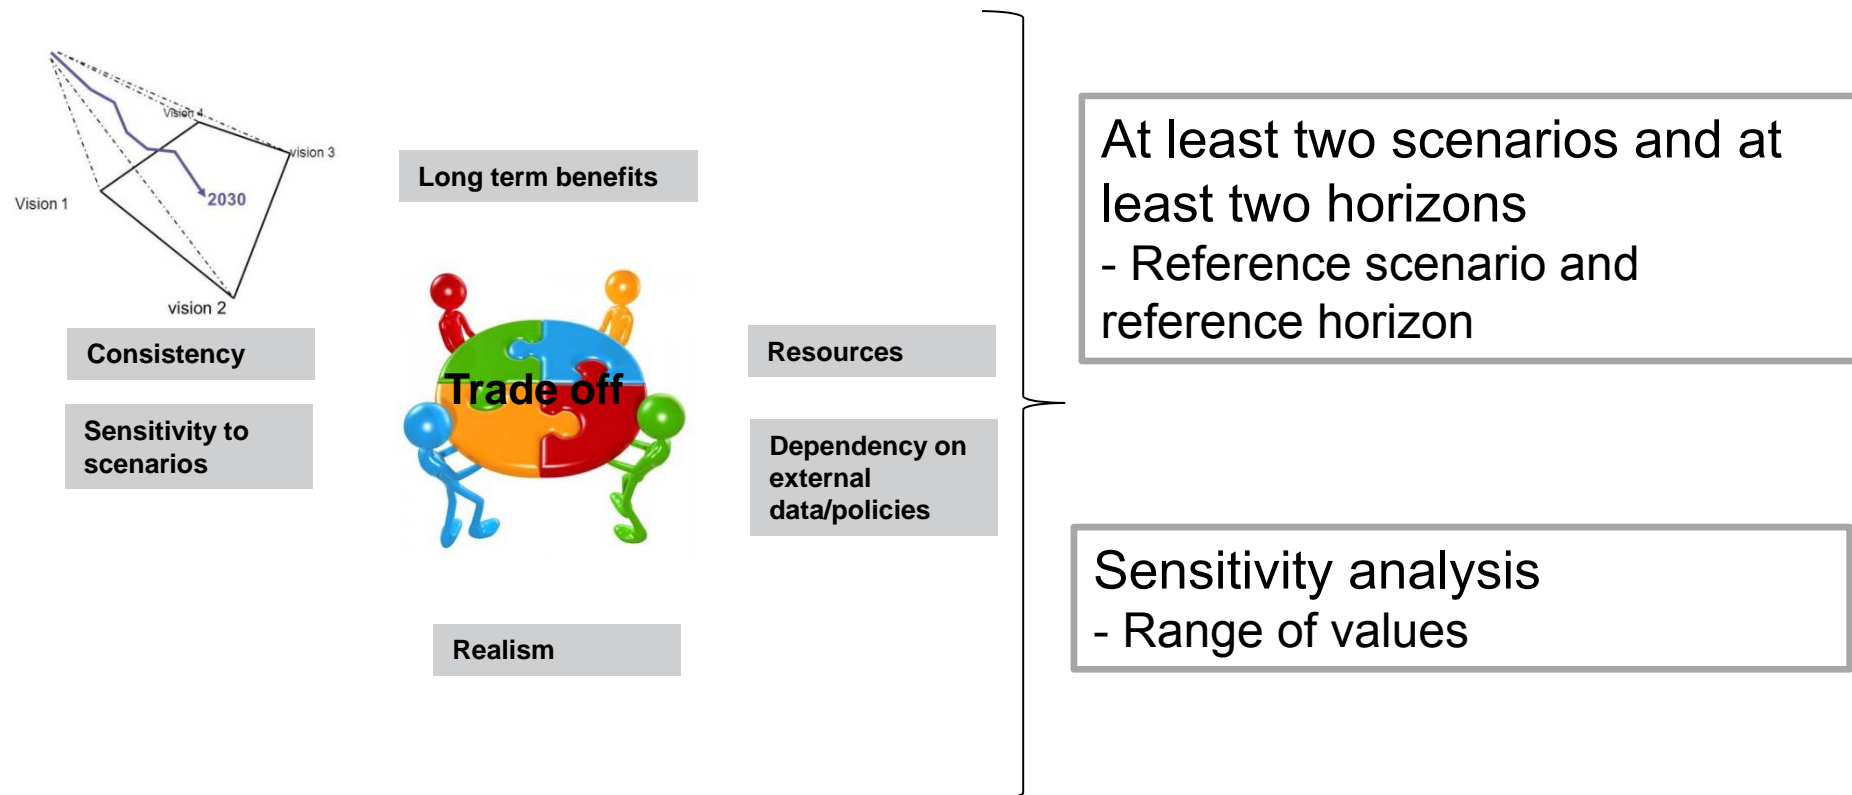 Vision 4
vision 3
Vision 1
2030
vision 2
Long term benefits
Consistency
Sensitivity to
scenarios
Trade off
Resources
Dependency on
external
data/policies
Realism
At least two scenarios and at
least two horizons
- Reference scenario and
reference horizon
Sensitivity analysis
- Range of values